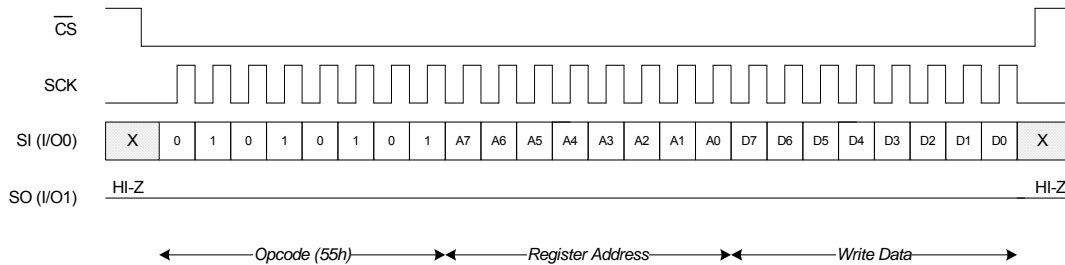 CS
SCK
SI (I/O0) X 0 1 0 1 0 1 0 1 A7 A6 A5 A4 A3 A2 A1 A0 D7 D6 D5 D4 D3 D2 D1 D0 X
HI-Z HI-Z
SO (I/O1)
Opcode (55h) Register Address Write Data